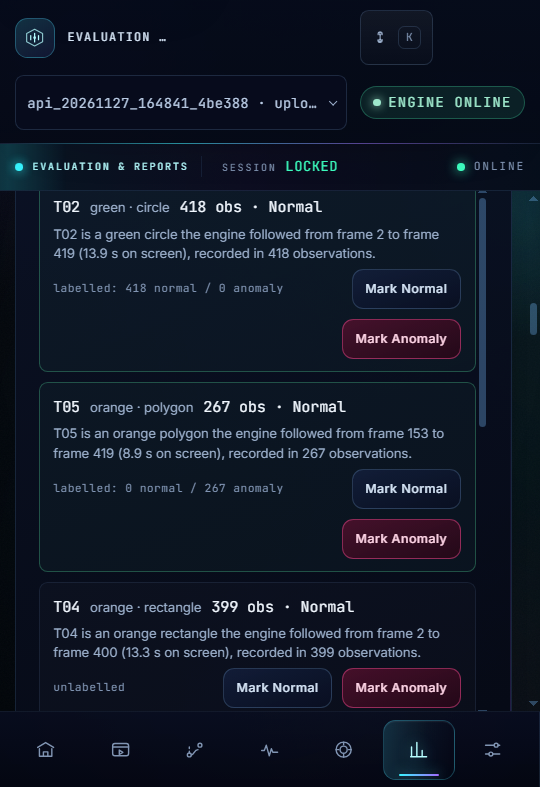 EVALUATION …
K
api_20261127_164841_4be388 · uplo…
ENGINE ONLINE
EVALUATION & REPORTS
SESSION LOCKED
ONLINE
T02 green · circle 418 obs · Normal
T02 is a green circle the engine followed from frame 2 to frame
419 (13.9 s on screen), recorded in 418 observations.
labelled: 418 normal / 0 anomaly
Mark Normal
Mark Anomaly
T05 orange · polygon 267 obs · Normal
T05 is an orange polygon the engine followed from frame 153 to
frame 419 (8.9 s on screen), recorded in 267 observations.
labelled: 0 normal / 267 anomaly
Mark Normal
Mark Anomaly
T04 orange · rectangle 399 obs · Normal
T04 is an orange rectangle the engine followed from frame 2 to
frame 400 (13.3 s on screen), recorded in 399 observations.
unlabelled
Mark Normal
Mark Anomaly